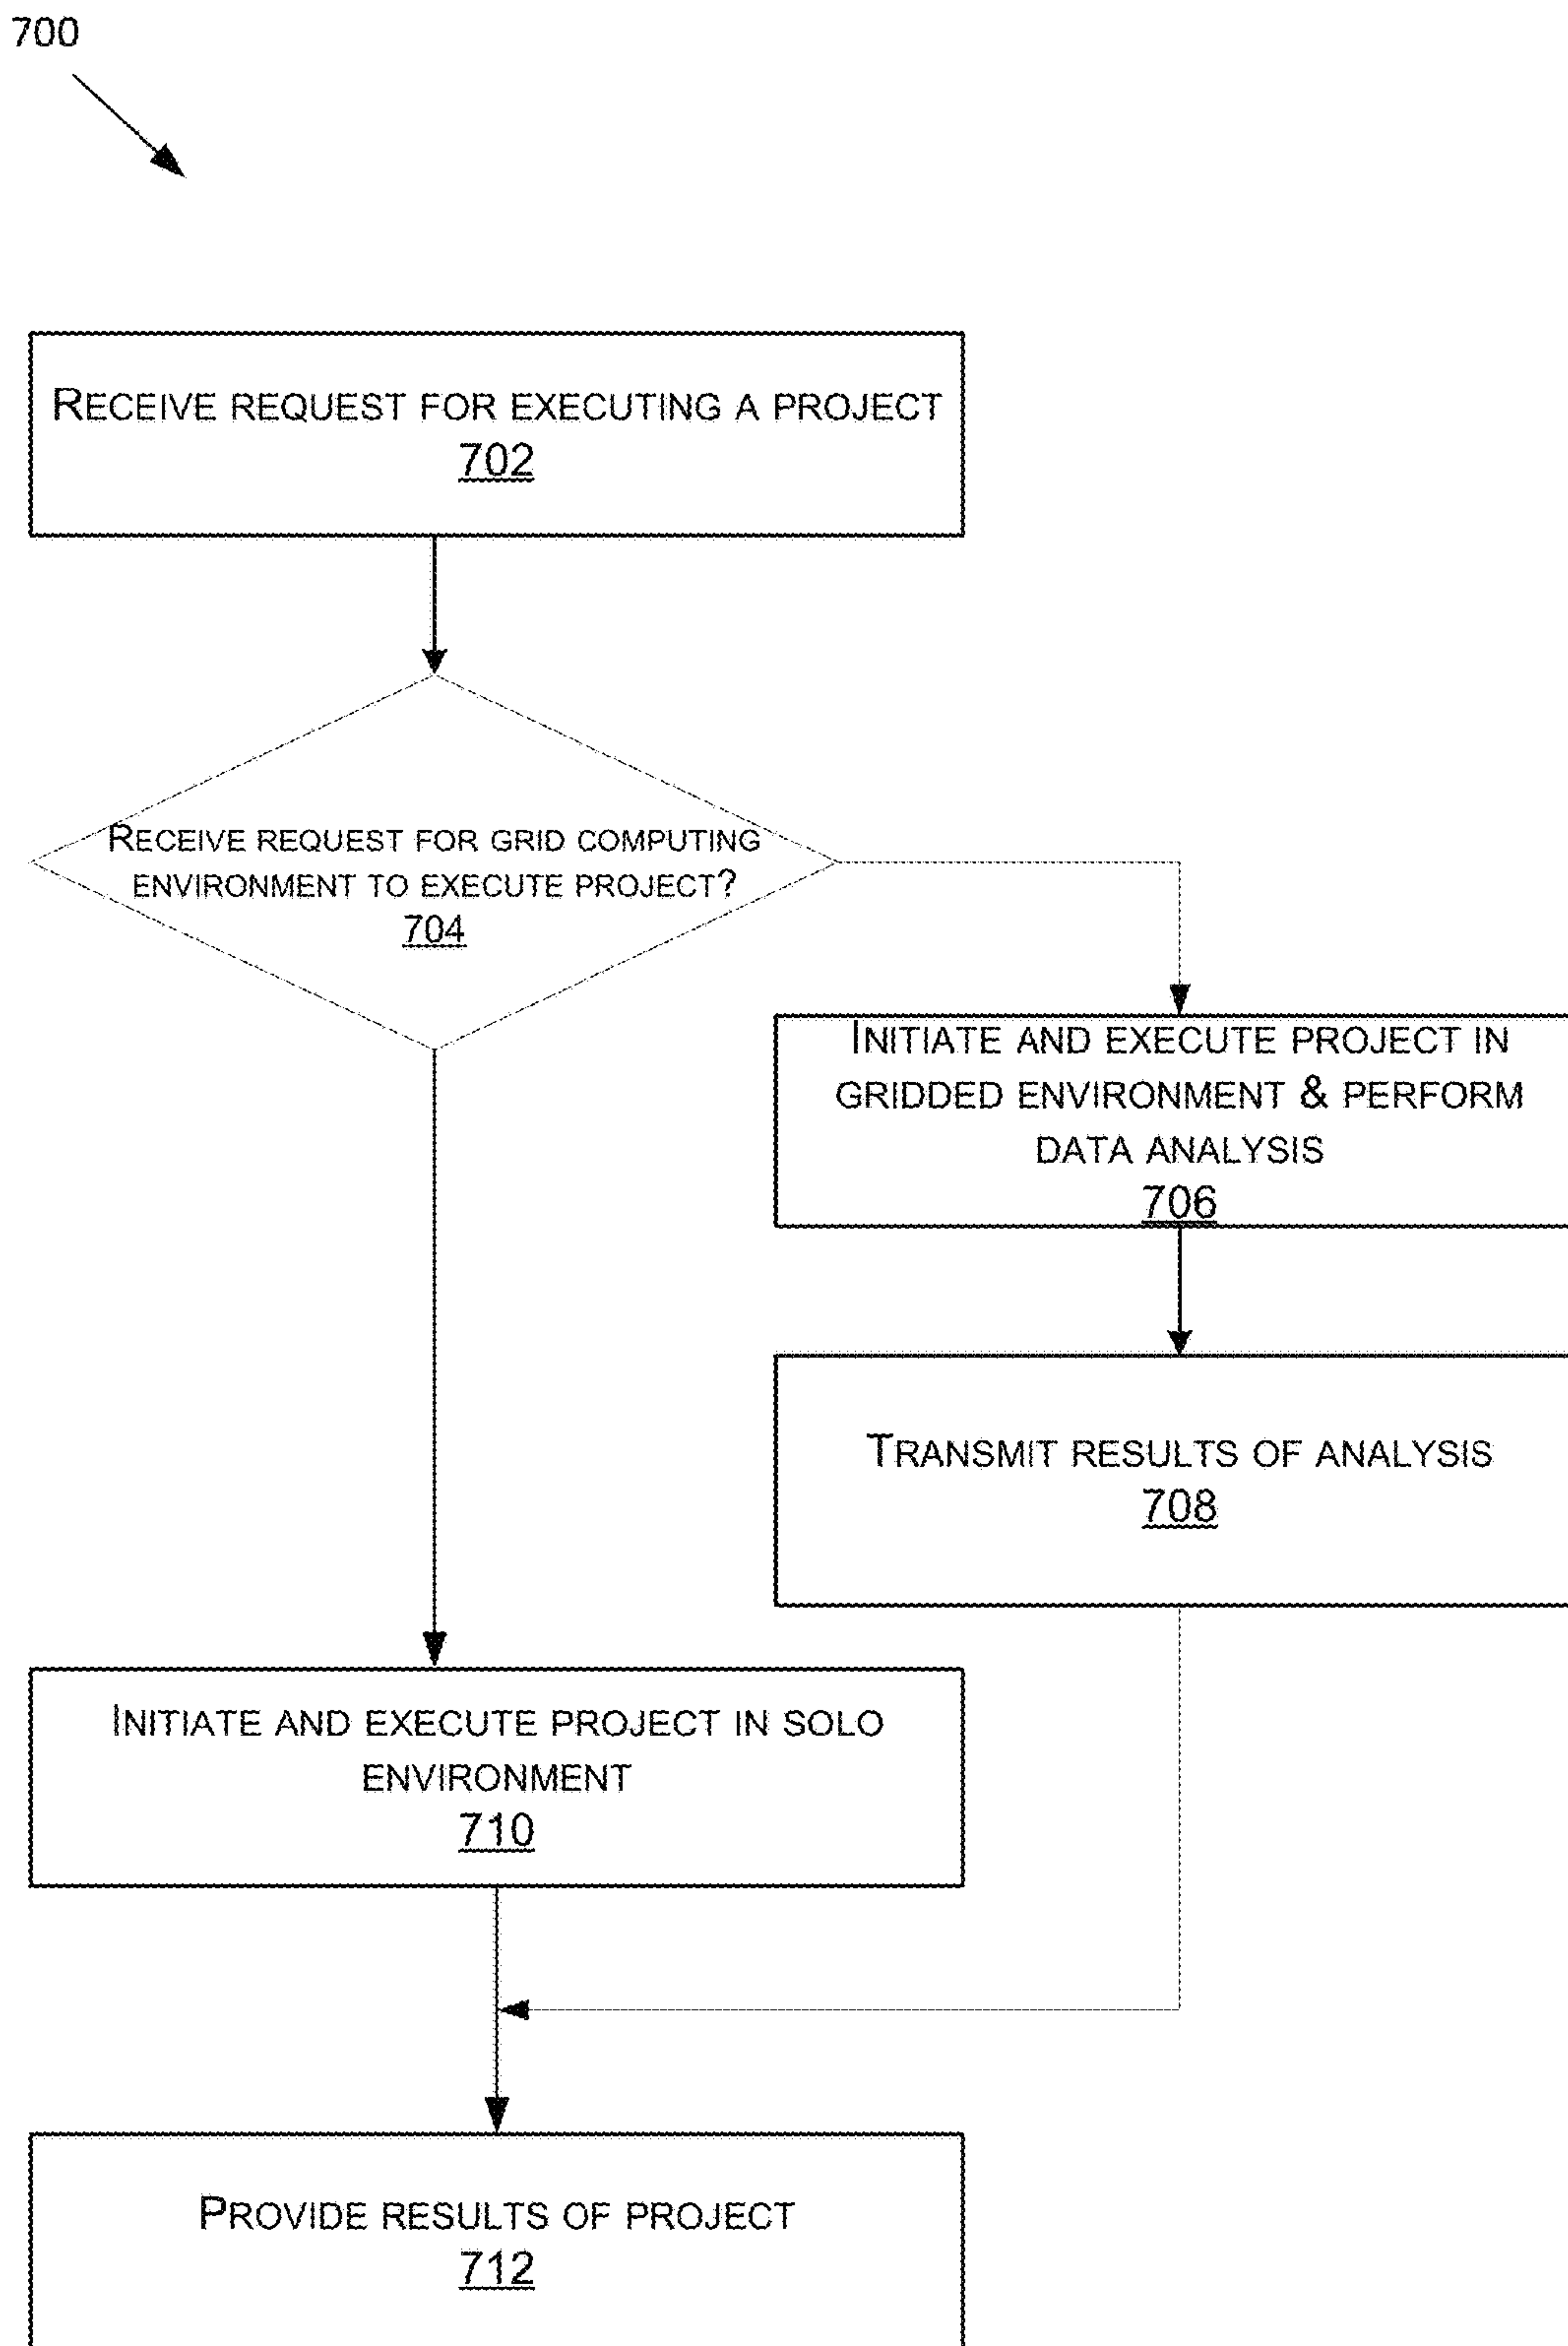 700
RECEIVE REQUEST FOR EXECUTING A PROJECT
702
RECEIVE REQUEST FOR GRID COMPUTING
ENVIRONMENT TO EXECUTE PROJECT?
704
INITIATE AND EXECUTE PROJECT IN
GRIDDED ENVIRONMENT & PERFORM
DATA ANALYSIS
706
TRANSMIT RESULTS OF ANALYSIS
708
INITIATE AND EXECUTE PROJECT IN SOLO
ENVIRONMENT
710
PROVIDE RESULTS OF PROJECT
712